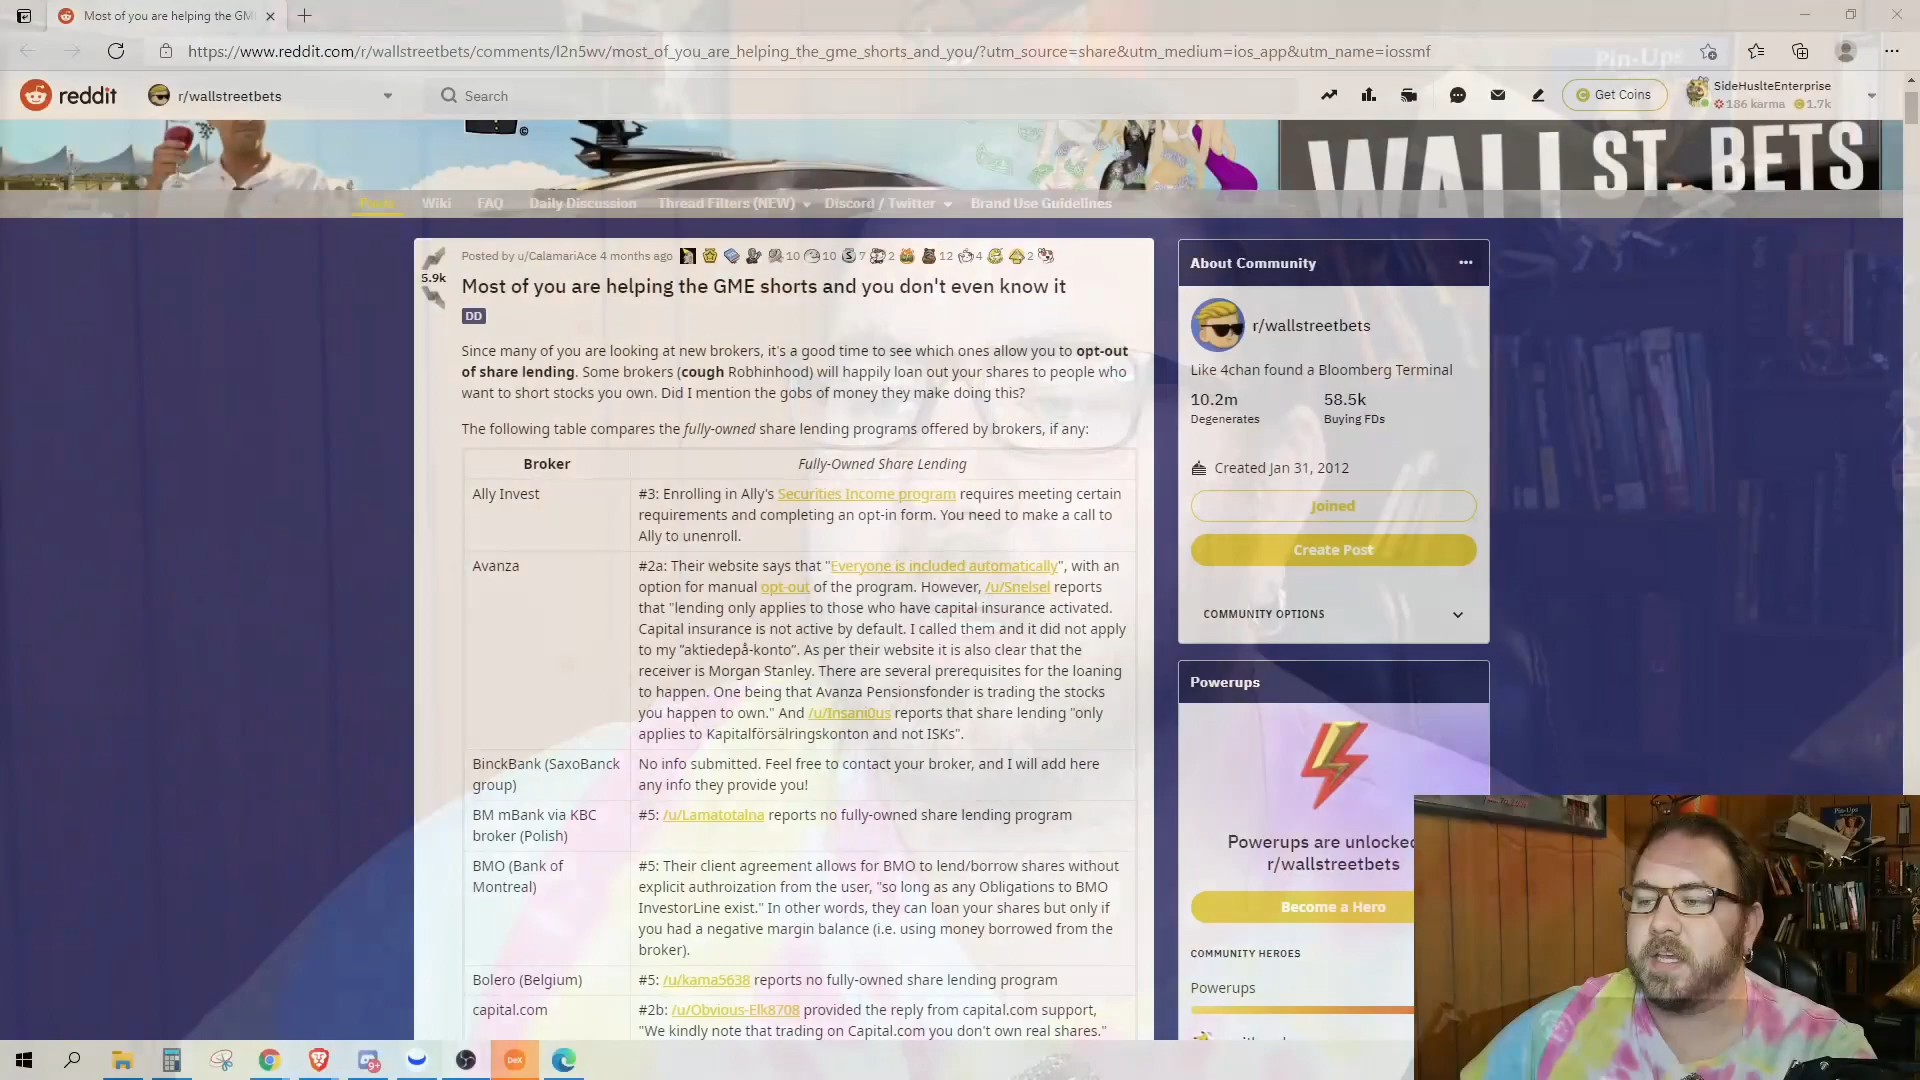 Most of you are helping the GM
https://www.reddit.com/r/wallstreetbets/comments/l2n5wv/most_of_you_are_helping_the_gme_shorts_and_you/?utm_source=share&utm_medium=ios_app&utm_name=iossmf
Pin-Ups
reddit
r/wallstreetbets
Search
Get Coins
SideHuslteEnterprise
186 karma 1.7k
WALL ST. BETS
Posts
Wiki
FAQ
Daily Discussion
Thread Filters (NEW)
Discord / Twitter
Brand Use Guidelines
5.9k
Posted by u/CalamariAce 4 months ago
10 10 7 2 12 4 2
Most of you are helping the GME shorts and you don't even know it
DD
Since many of you are looking at new brokers, it's a good time to see which ones allow you to opt-out
of share lending. Some brokers (cough Robhinhood) will happily loan out your shares to people who
want to short stocks you own. Did I mention the gobs of money they make doing this?
The following table compares the fully-owned share lending programs offered by brokers, if any:
Broker
Fully-Owned Share Lending
Ally Invest
#3: Enrolling in Ally's Securities Income program requires meeting certain
requirements and completing an opt-in form. You need to make a call to
Ally to unenroll.
Avanza
#2a: Their website says that "Everyone is included automatically", with an
option for manual opt-out of the program. However, /u/Sneisel reports
that "lending only applies to those who have capital insurance activated.
Capital insurance is not active by default. I called them and it did not apply
to my "aktiedepå-konto". As per their website it is also clear that the
receiver is Morgan Stanley. There are several prerequisites for the loaning
to happen. One being that Avanza Pensionsfonder is trading the stocks
you happen to own." And /u/Insani0us reports that share lending "only
applies to Kapitalförsälringskonton and not ISKs".
BinckBank (SaxoBanck
group)
No info submitted. Feel free to contact your broker, and I will add here
any info they provide you!
BM mBank via KBC
broker (Polish)
#5: /u/Lamatotalna reports no fully-owned share lending program
BMO (Bank of
Montreal)
#5: Their client agreement allows for BMO to lend/borrow shares without
explicit authroization from the user, "so long as any Obligations to BMO
InvestorLine exist." In other words, they can loan your shares but only if
you had a negative margin balance (i.e. using money borrowed from the
broker).
Bolero (Belgium)
#5: /u/kama5638 reports no fully-owned share lending program
capital.com
#2b: /u/Obvious-Elk8708 provided the reply from capital.com support,
"We kindly note that trading on Capital.com you don't own real shares."
About Community
r/wallstreetbets
Like 4chan found a Bloomberg Terminal
10.2m
Degenerates
58.5k
Buying FDs
Created Jan 31, 2012
Joined
Create Post
COMMUNITY OPTIONS
Powerups
Powerups are unlocked
r/wallstreetbets
Become a Hero
COMMUNITY HEROES
Powerups
Pin-Ups
9+
DeX